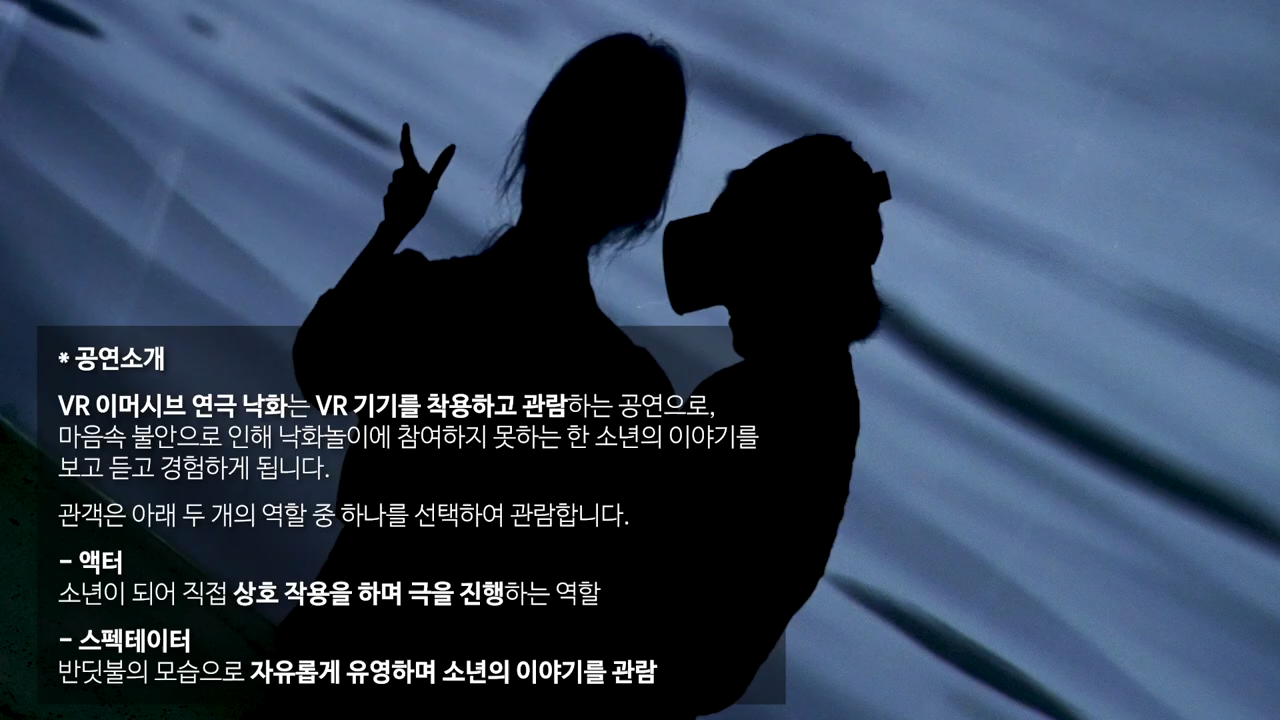 * 공연소개
VR 이머시브 연극 낙화는 VR 기기를 착용하고 관람하는 공연으로,
마음속 불안으로 인해 낙화놀이에 참여하지 못하는 한 소년의 이야기를
보고 듣고 경험하게 됩니다.
관객은 아래 두 개의 역할 중 하나를 선택하여 관람합니다.
- 액터
소년이 되어 직접 상호 작용을 하며 극을 진행하는 역할
- 스펙테이터
반딧불의 모습으로 자유롭게 유영하며 소년의 이야기를 관람